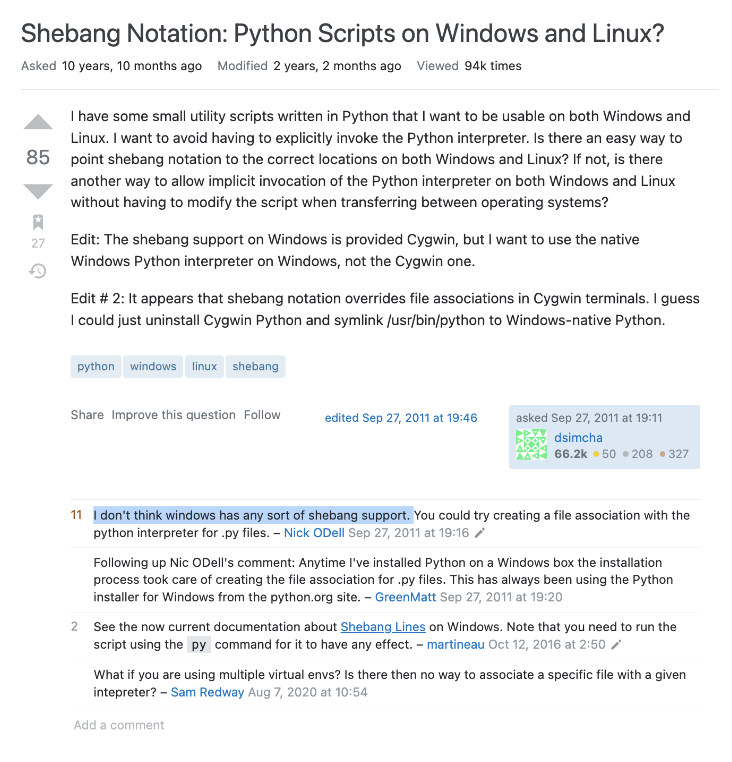 Shebang Notation: Python Scripts on Windows and Linux?
Asked 10 years, 10 months ago Modified 2 years, 2 months ago Viewed 94k times
85
27
I have some small utility scripts written in Python that I want to be usable on both Windows and
Linux. I want to avoid having to explicitly invoke the Python interpreter. Is there an easy way to
point shebang notation to the correct locations on both Windows and Linux? If not, is there
another way to allow implicit invocation of the Python interpreter on both Windows and Linux
without having to modify the script when transferring between operating systems?
Edit: The shebang support on Windows is provided Cygwin, but I want to use the native
Windows Python interpreter on Windows, not the Cygwin one.
Edit # 2: It appears that shebang notation overrides file associations in Cygwin terminals. I guess
I could just uninstall Cygwin Python and symlink /usr/bin/python to Windows-native Python.
python windows linux shebang
Share Improve this question Follow
edited Sep 27, 2011 at 19:46
asked Sep 27, 2011 at 19:11
dsimcha
66.2k 50 208 327
11 I don't think windows has any sort of shebang support. You could try creating a file association with the
python interpreter for .py files. – Nick ODell Sep 27, 2011 at 19:16
Following up Nic ODell's comment: Anytime I've installed Python on a Windows box the installation
process took care of creating the file association for .py files. This has always been using the Python
installer for Windows from the python.org site. – GreenMatt Sep 27, 2011 at 19:20
2 See the now current documentation about Shebang Lines on Windows. Note that you need to run the
script using the py command for it to have any effect. – martineau Oct 12, 2016 at 2:50
What if you are using multiple virtual envs? Is there then no way to associate a specific file with a given
intepreter? – Sam Redway Aug 7, 2020 at 10:54
Add a comment